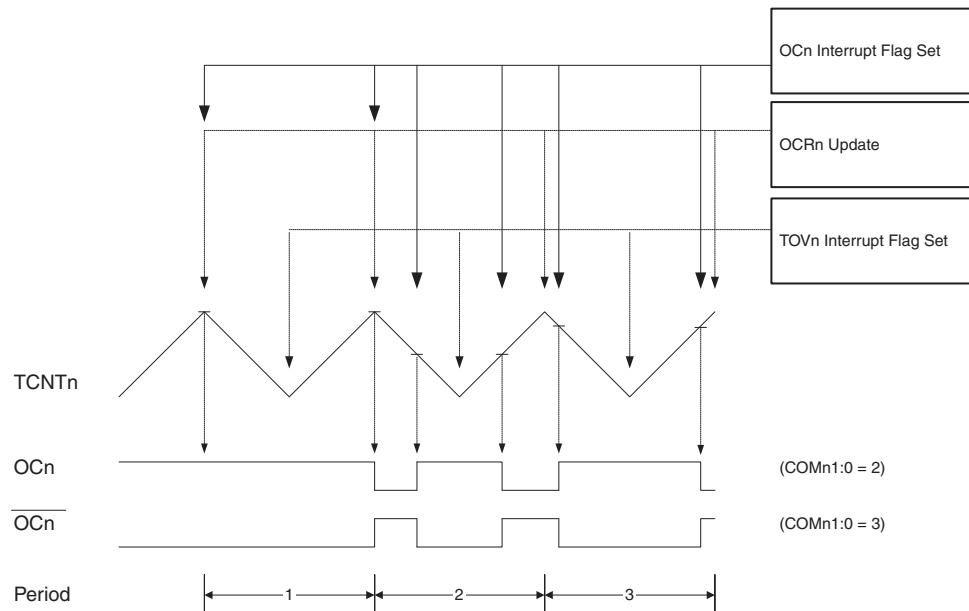 OCn Interrupt Flag Set
OCRn Update
TOVn Interrupt Flag Set
TCNTn
OCn
(COMn1:0 = 2)
OCn
(COMn1:0 = 3)
Period
1
2
3